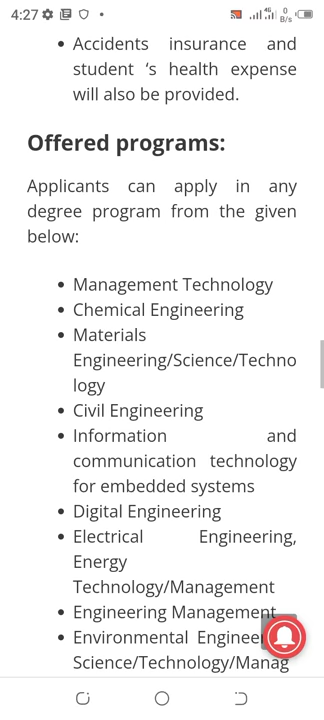 4:27
4G
0
B/s
• Accidents insurance and
student ‘s health expense
will also be provided.
Offered programs:
Applicants can apply in any
degree program from the given
below:
• Management Technology
• Chemical Engineering
• Materials
Engineering/Science/Techno
logy
• Civil Engineering
• Information and
communication technology
for embedded systems
• Digital Engineering
• Electrical Engineering,
Energy
Technology/Management
• Engineering Management
• Environmental Enginee
Science/Technology/Manag